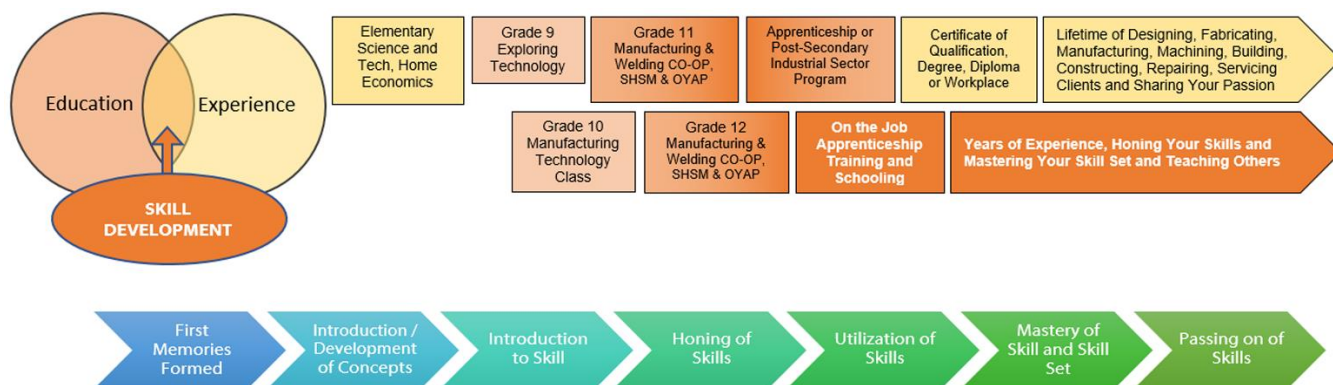 Education
Experience
SKILL
DEVELOPMENT
Elementary
Science and
Tech, Home
Economics
Grade 9
Exploring
Technology
Grade 11
Manufacturing &
Welding CO-OP,
SHSM & OYAP
Apprenticeship or
Post-Secondary
Industrial Sector
Program
Certificate of
Qualification,
Degree, Diploma
or Workplace
Lifetime of Designing, Fabricating,
Manufacturing, Machining, Building,
Constructing, Repairing, Servicing
Clients and Sharing Your Passion
Grade 10
Manufacturing
Technology
Class
Grade 12
Manufacturing &
Welding CO-OP,
SHSM & OYAP
On the Job
Apprenticeship
Training and
Schooling
Years of Experience, Honing Your Skills and
Mastering Your Skill Set and Teaching Others
First
Memories
Formed
Introduction /
Development
of Concepts
Introduction
to Skill
Honing of
Skills
Utilization of
Skills
Mastery of
Skill and Skill
Set
Passing on of
Skills